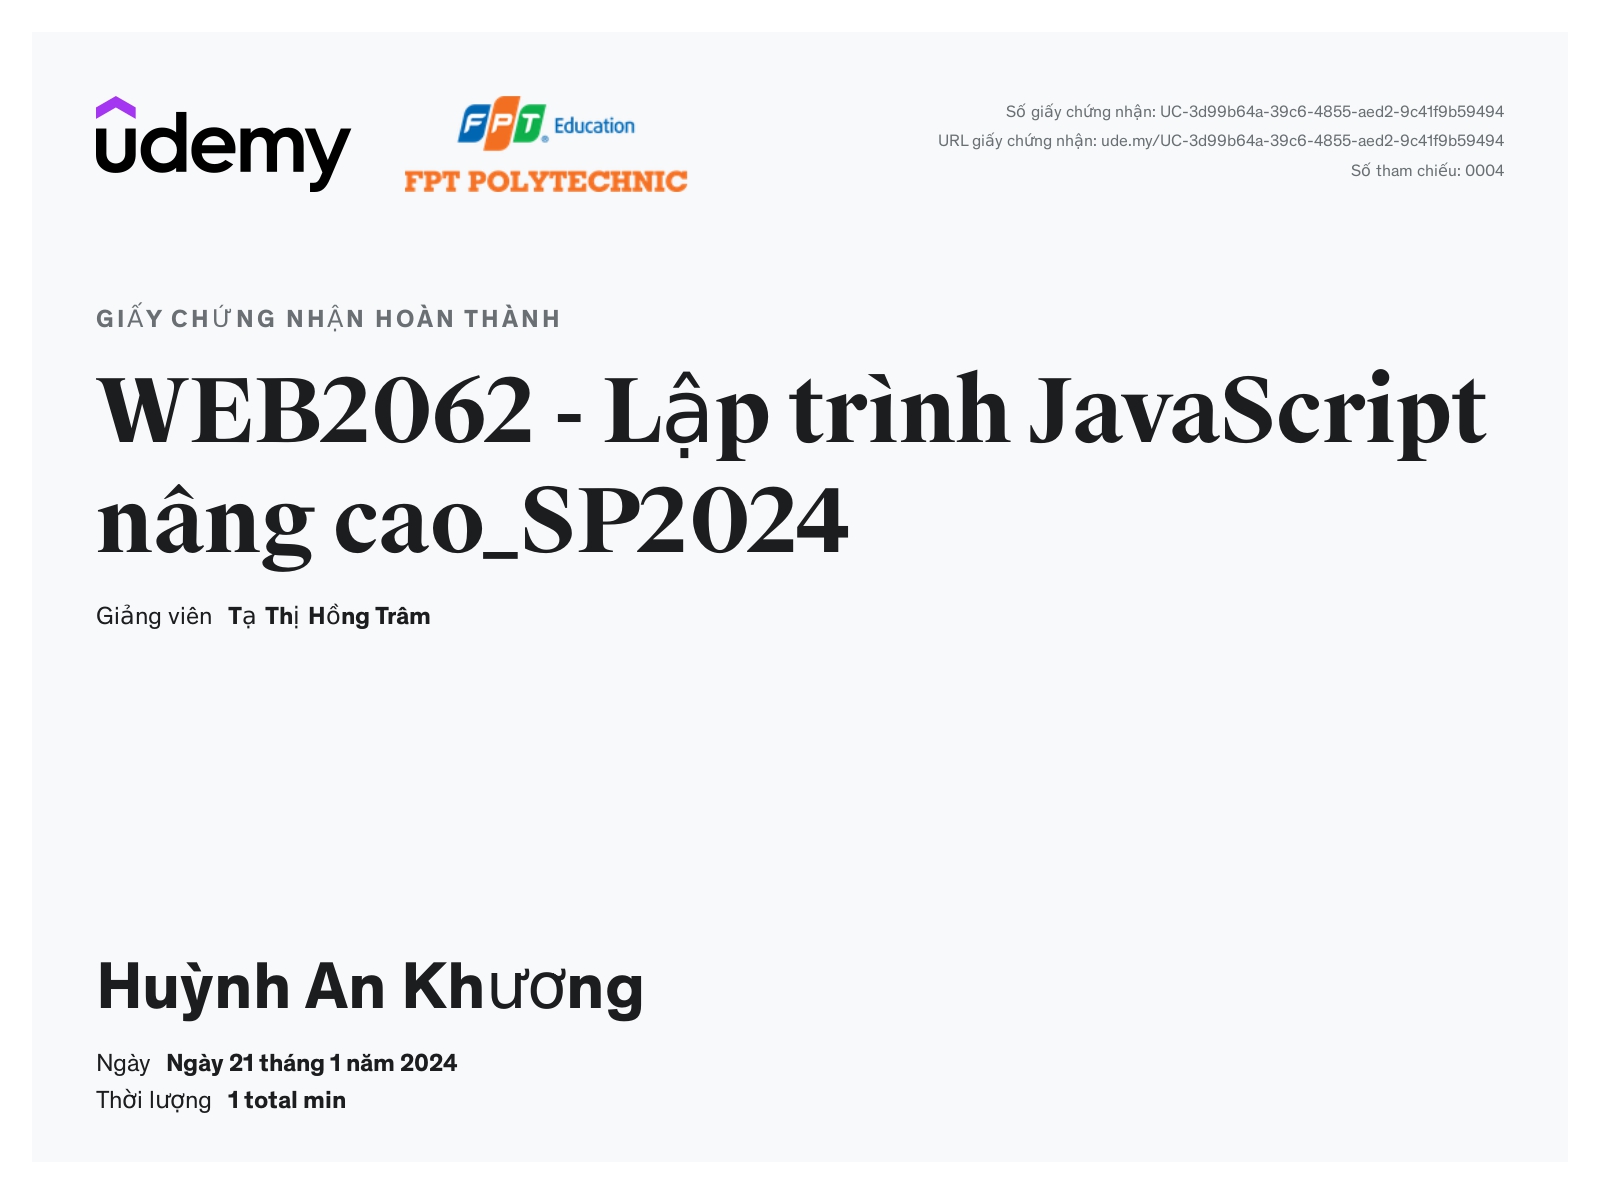 udemy
FPT Education
FPT POLYTECHNIC
Số giấy chứng nhận: UC-3d99b64a-39c6-4855-aed2-9c41f9b59494
URL giấy chứng nhận: ude.my/UC-3d99b64a-39c6-4855-aed2-9c41f9b59494
Số tham chiếu: 0004
GIẤY CHỨNG NHẬN HOÀN THÀNH
WEB2062 - Lập trình JavaScript
nâng cao_SP2024
Giảng viên Tạ Thị Hồng Trâm
Huỳnh An Khương
Ngày Ngày 21 tháng 1 năm 2024
Thời lượng 1 total min